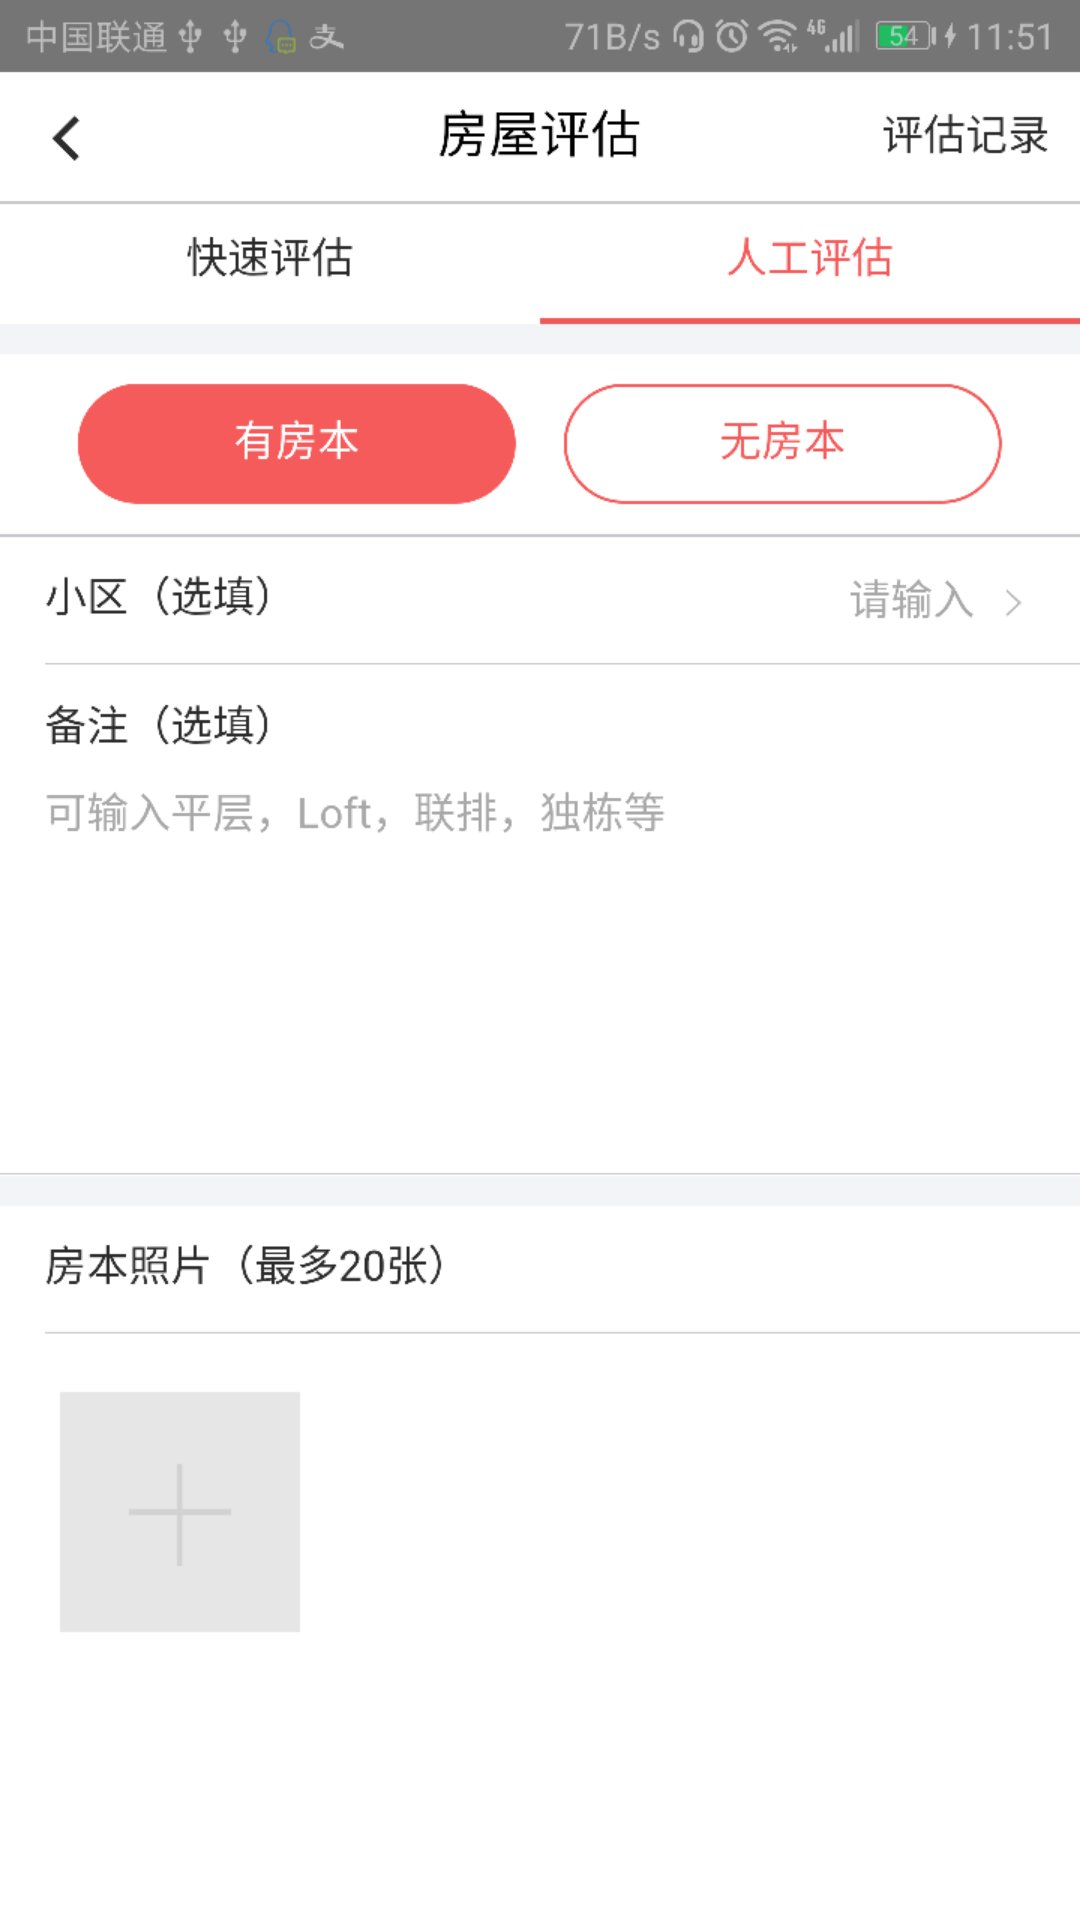 中国联通 支 71B/s 4G 54 11:51
房屋评估 评估记录
快速评估 人工评估
有房本 无房本
小区（选填） 请输入
备注（选填）
可输入平层，Loft，联排，独栋等
房本照片（最多20张）